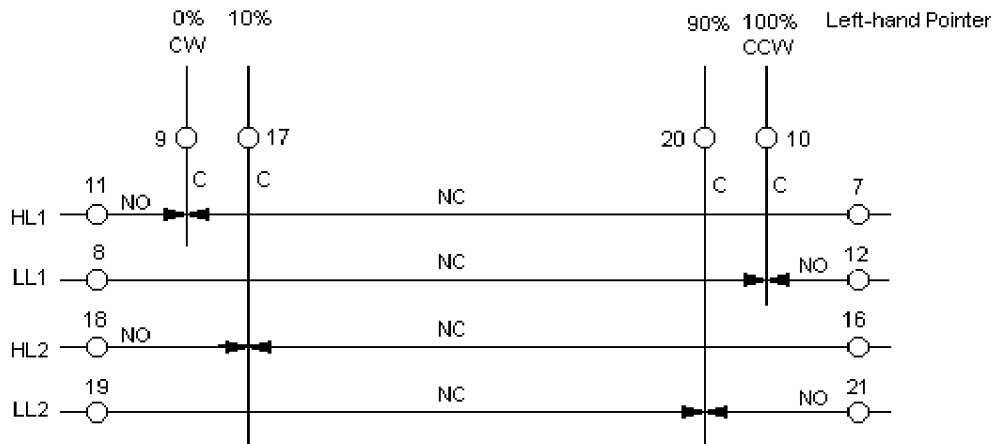 0% 10% 90% 100% Left-hand Pointer
CW CCW
9 17 20 10
C C C C
11 NO NC 7
HL1
8 NC 12
LL1 NO
18 NO NC 16
HL2
19 NC NO 21
LL2